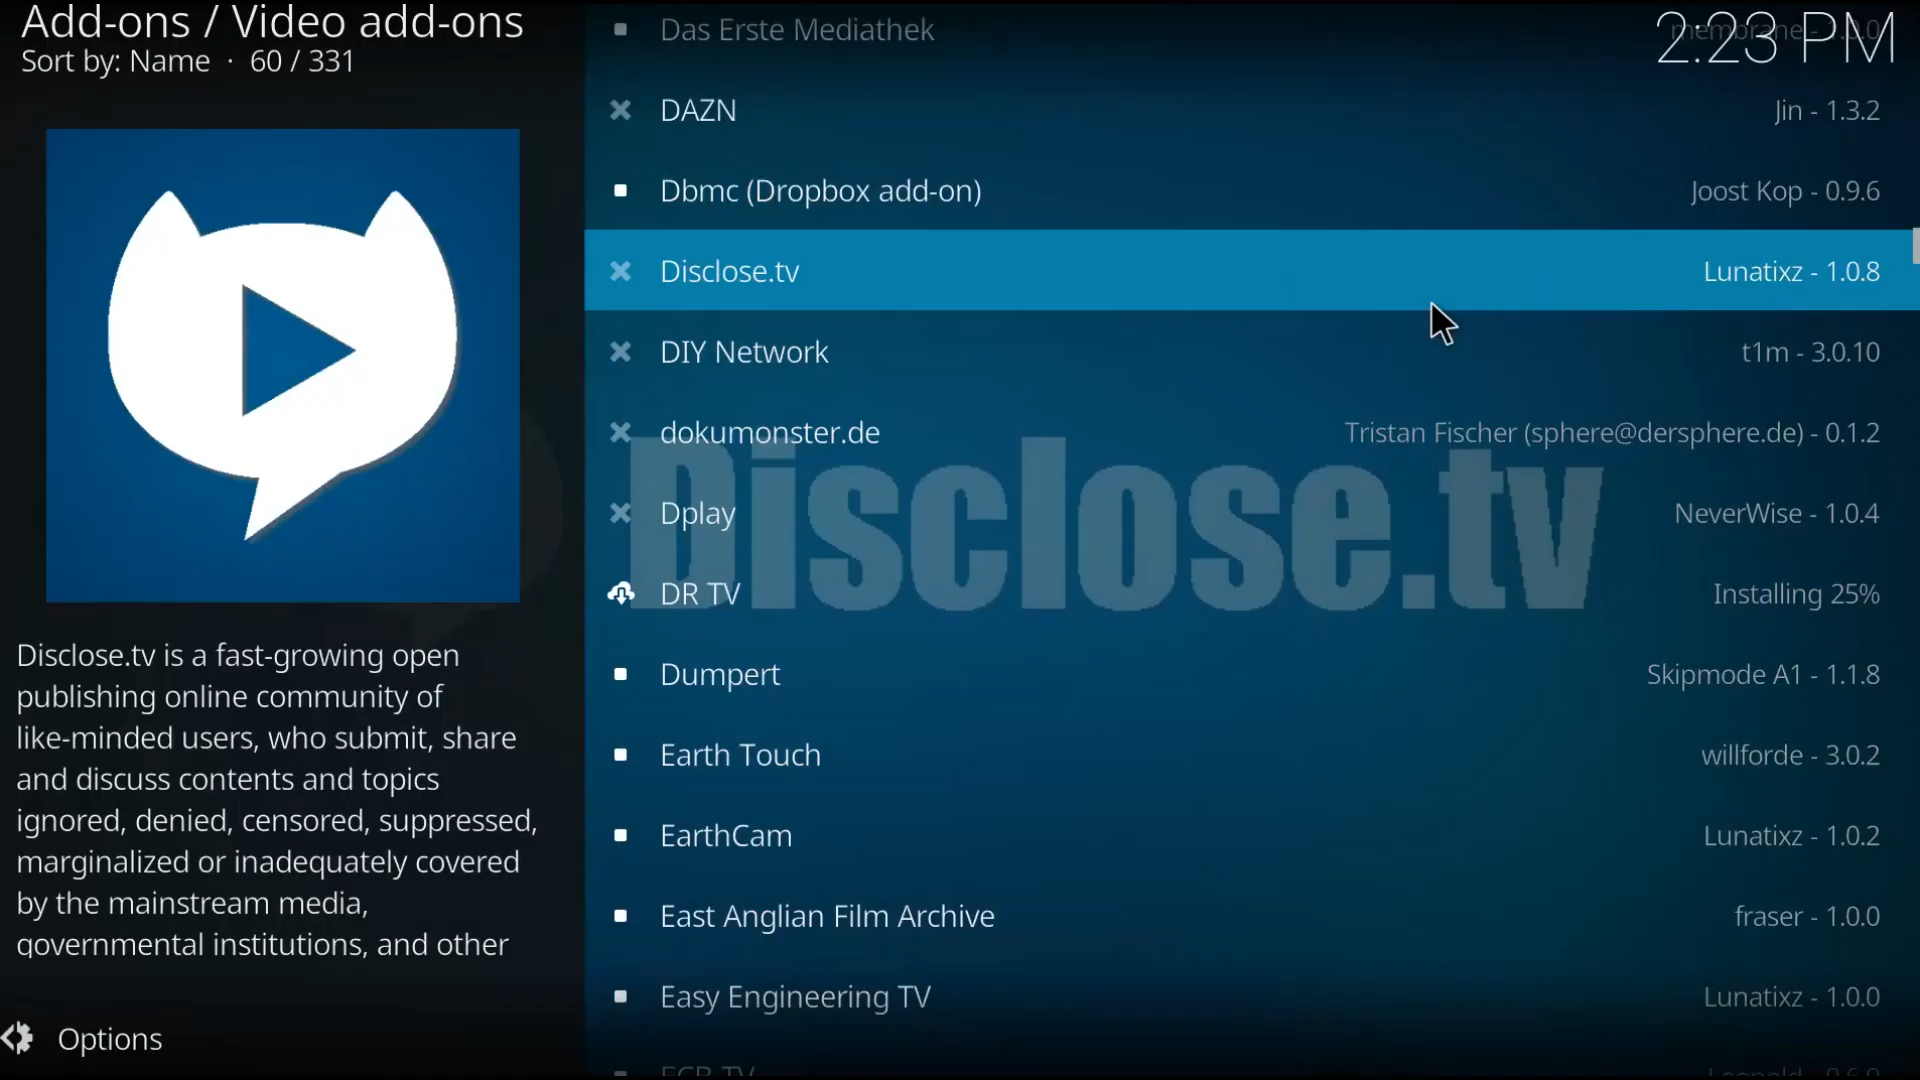 Add-ons / Video add-ons
Sort by: Name · 60 / 331
2:23 PM
Das Erste Mediathek membrane - 1.0.0
DAZN Jin - 1.3.2
Dbmc (Dropbox add-on) Joost Kop - 0.9.6
Disclose.tv Lunatixz - 1.0.8
DIY Network t1m - 3.0.10
dokumonster.de Tristan Fischer (sphere@dersphere.de) - 0.1.2
Dplay NeverWise - 1.0.4
Disclose.tv
DR TV Installing 25%
Dumpert Skipmode A1 - 1.1.8
Earth Touch willforde - 3.0.2
EarthCam Lunatixz - 1.0.2
East Anglian Film Archive fraser - 1.0.0
Easy Engineering TV Lunatixz - 1.0.0
Disclose.tv is a fast-growing open
publishing online community of
like-minded users, who submit, share
and discuss contents and topics
ignored, denied, censored, suppressed,
marginalized or inadequately covered
by the mainstream media,
governmental institutions, and other
Options